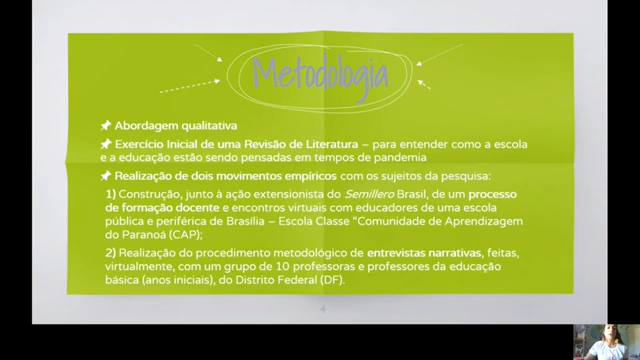 Metodologia
Abordagem qualitativa
Exercício Inicial de uma Revisão de Literatura – para entender como a escola
e a educação estão sendo pensadas em tempos de pandemia
Realização de dois movimentos empíricos com os sujeitos da pesquisa:
1) Construção, junto à ação extensionista do Semillero Brasil, de um processo
de formação docente e encontros virtuais com educadores de uma escola
pública e periférica de Brasília – Escola Classe “Comunidade de Aprendizagem
do Paranoá (CAP);
2) Realização do procedimento metodológico de entrevistas narrativas, feitas,
virtualmente, com um grupo de 10 professoras e professores da educação
básica (anos iniciais), do Distrito Federal (DF).
4